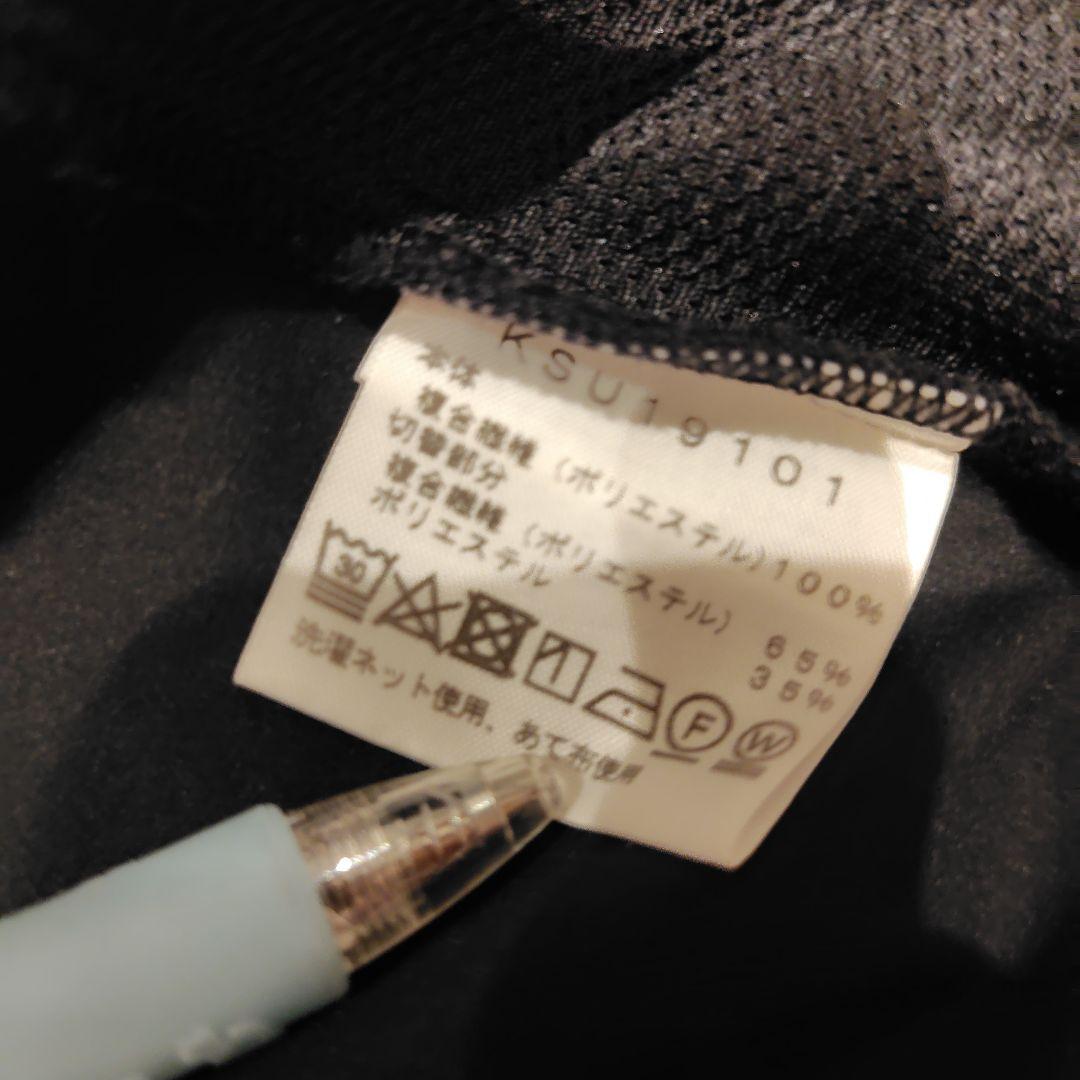 KSU19101
本体
複合繊維(ポリエステル)100%
切替部分
複合繊維(ポリエステル) 65%
ポリエステル 35%
30 F W
洗濯ネット使用、あて布使用